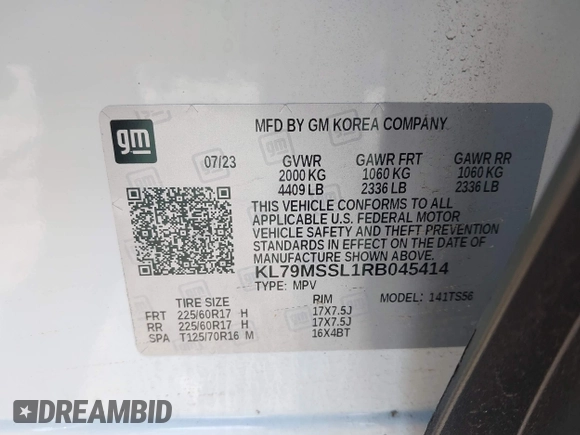 gm
MFD BY GM KOREA COMPANY
07/23 GVWR GAWR FRT GAWR RR
2000 KG 1060 KG 1060 KG
4409 LB 2336 LB 2336 LB
THIS VEHICLE CONFORMS TO ALL
APPLICABLE U.S. FEDERAL MOTOR
VEHICLE SAFETY AND THEFT PREVENTION
STANDARDS IN EFFECT ON THE DATE OF
MANUFACTURE SHOWN ABOVE.
KL79MSSL1RB045414
TYPE: MPV MODEL: 141TS56
TIRE SIZE RIM
FRT 225/60R17 H 17X7.5J
RR 225/60R17 H 17X7.5J
SPA T125/70R16 M 16X4BT
DREAMBID